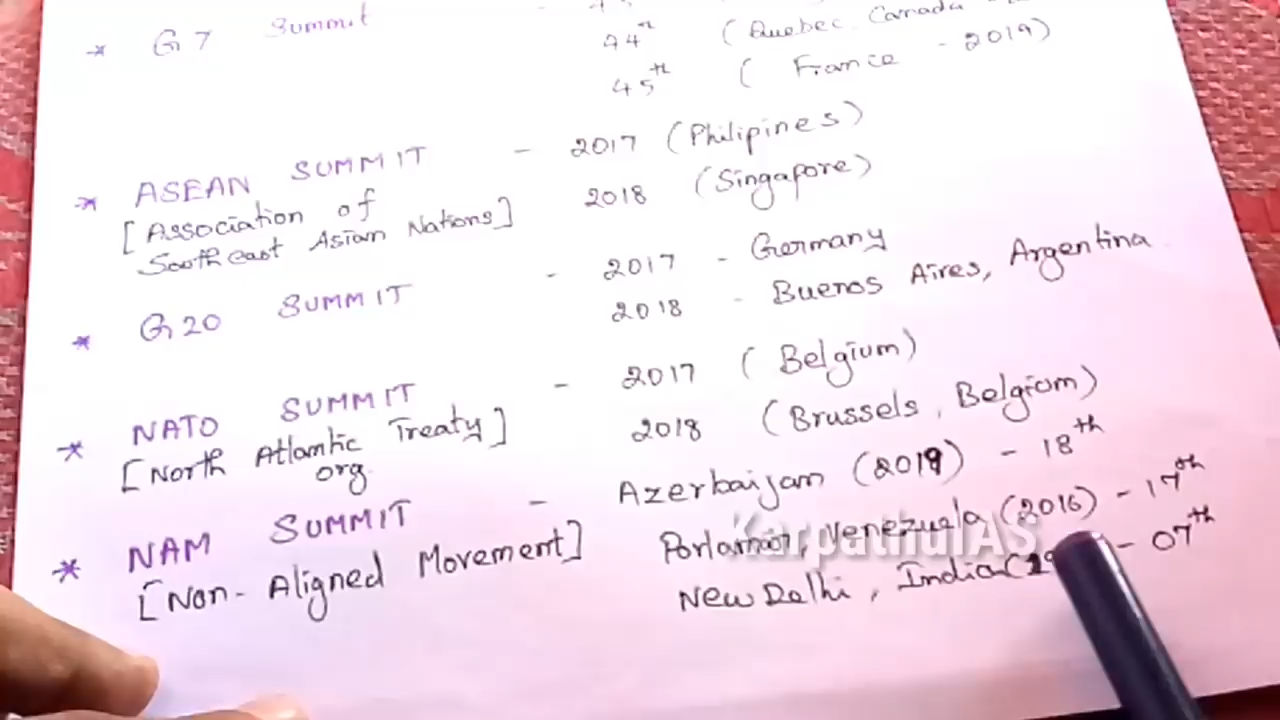 * G7 Summit
44th (Quebec, Canada
45th ( France - 2019)
* ASEAN SUMMIT - 2017 (Philipines)
[Association of 2018 (Singapore)
Southeast Asian Nations]
* G20 SUMMIT - 2017 - Germany
2018 - Buenos Aires, Argentina
* NATO SUMMIT - 2017 (Belgium)
[North Atlantic Treaty] 2018 (Brussels, Belgium)
org.
* NAM SUMMIT - Azerbaijan (2019) - 18th
[Non-Aligned Movement] Porlamar, Venezuela (2016) - 17th
New Delhi, India - 07th
KarpathuIAS